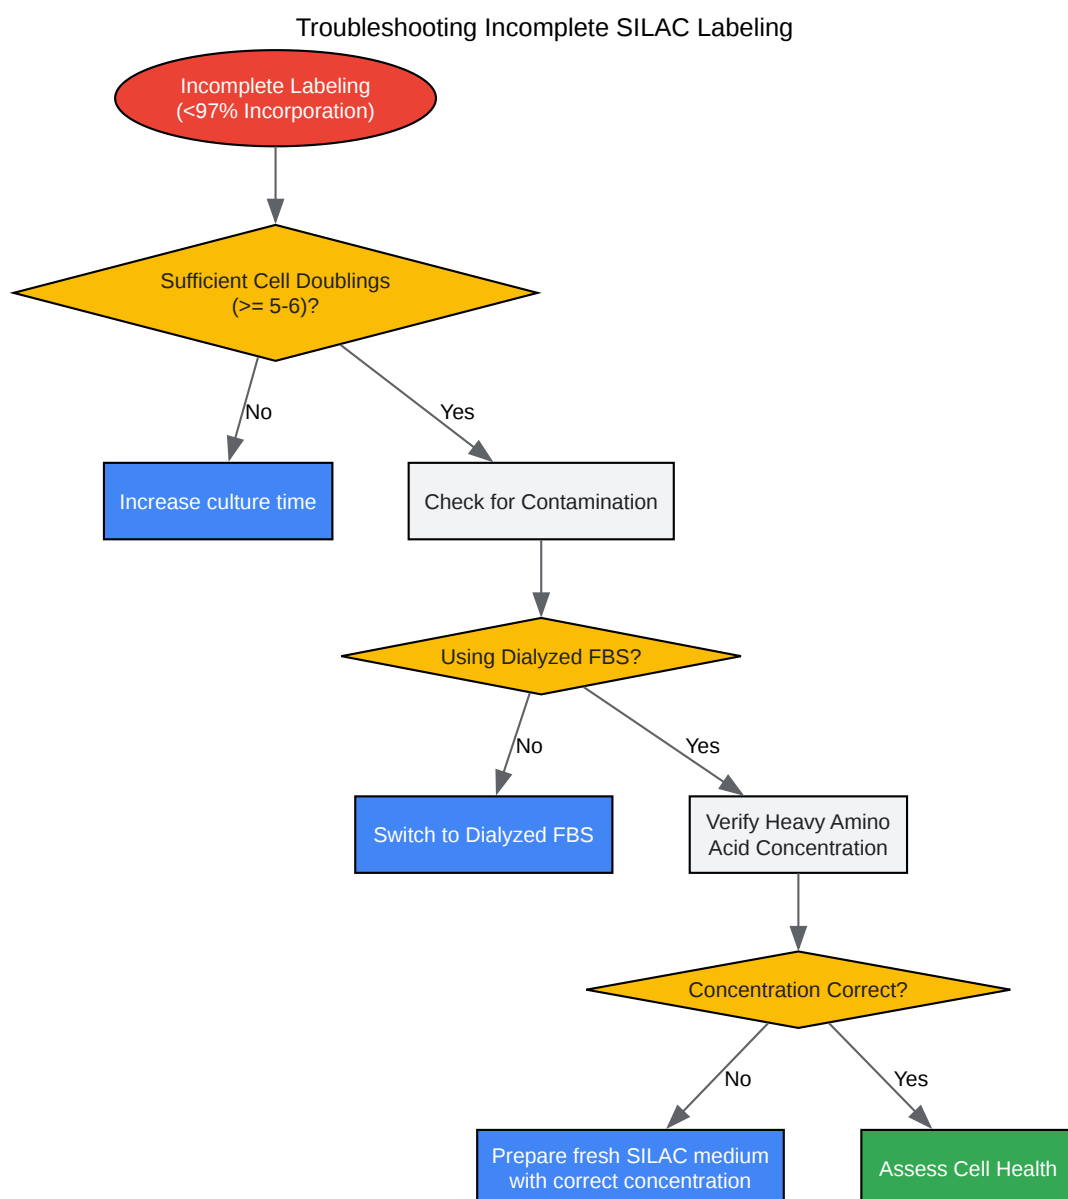 Troubleshooting Incomplete SILAC Labeling
Incomplete Labeling
(<97% Incorporation)
Sufficient Cell Doublings
(>= 5-6)?
No
Yes
Increase culture time
Check for Contamination
Using Dialyzed FBS?
No
Yes
Switch to Dialyzed FBS
Verify Heavy Amino
Acid Concentration
Concentration Correct?
No
Yes
Prepare fresh SILAC medium
with correct concentration
Assess Cell Health